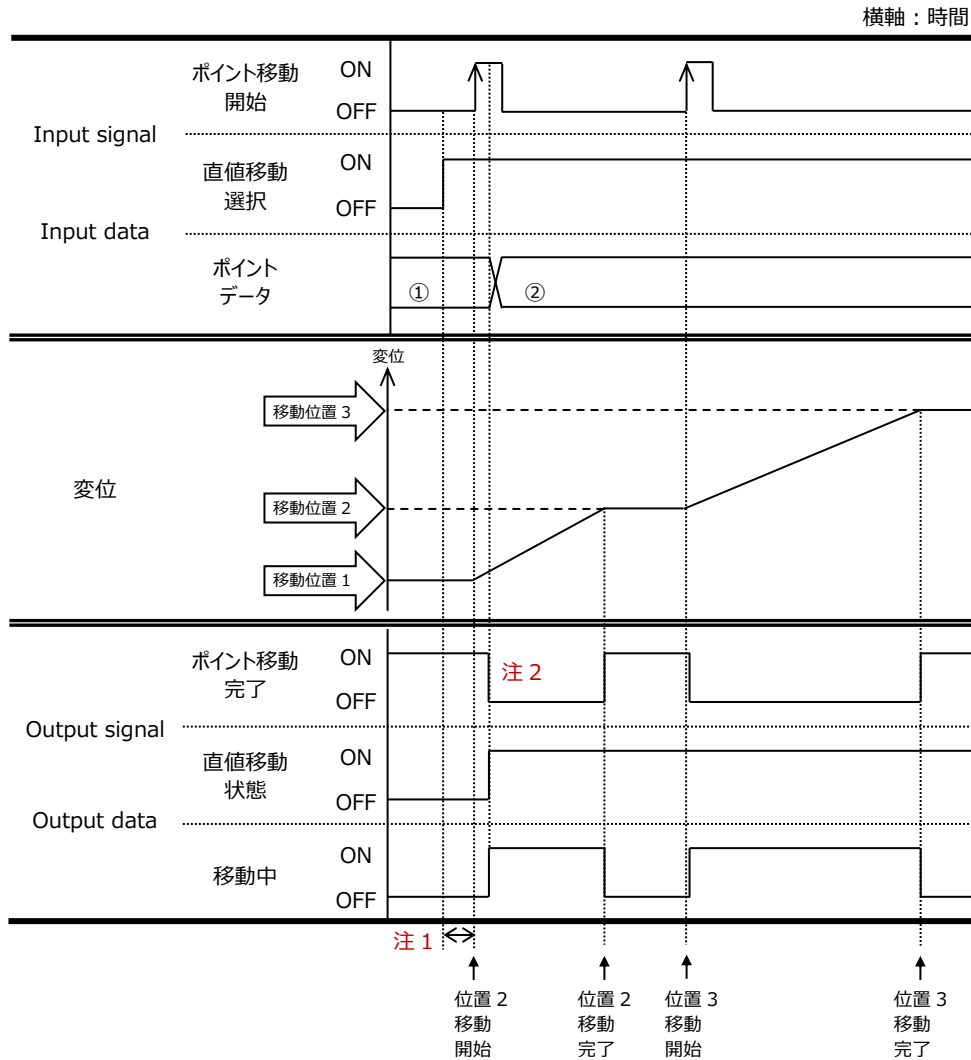 横軸：時間
ポイント移動
開始
ON
OFF
Input signal
直値移動
選択
ON
OFF
Input data
ポイント
データ
①
②
変位
変位
移動位置 3
移動位置 2
移動位置 1
ポイント移動
完了
ON
OFF
注 2
Output signal
直値移動
状態
ON
OFF
Output data
移動中
ON
OFF
注 1
位置 2
移動
開始
位置 2
移動
完了
位置 3
移動
開始
位置 3
移動
完了